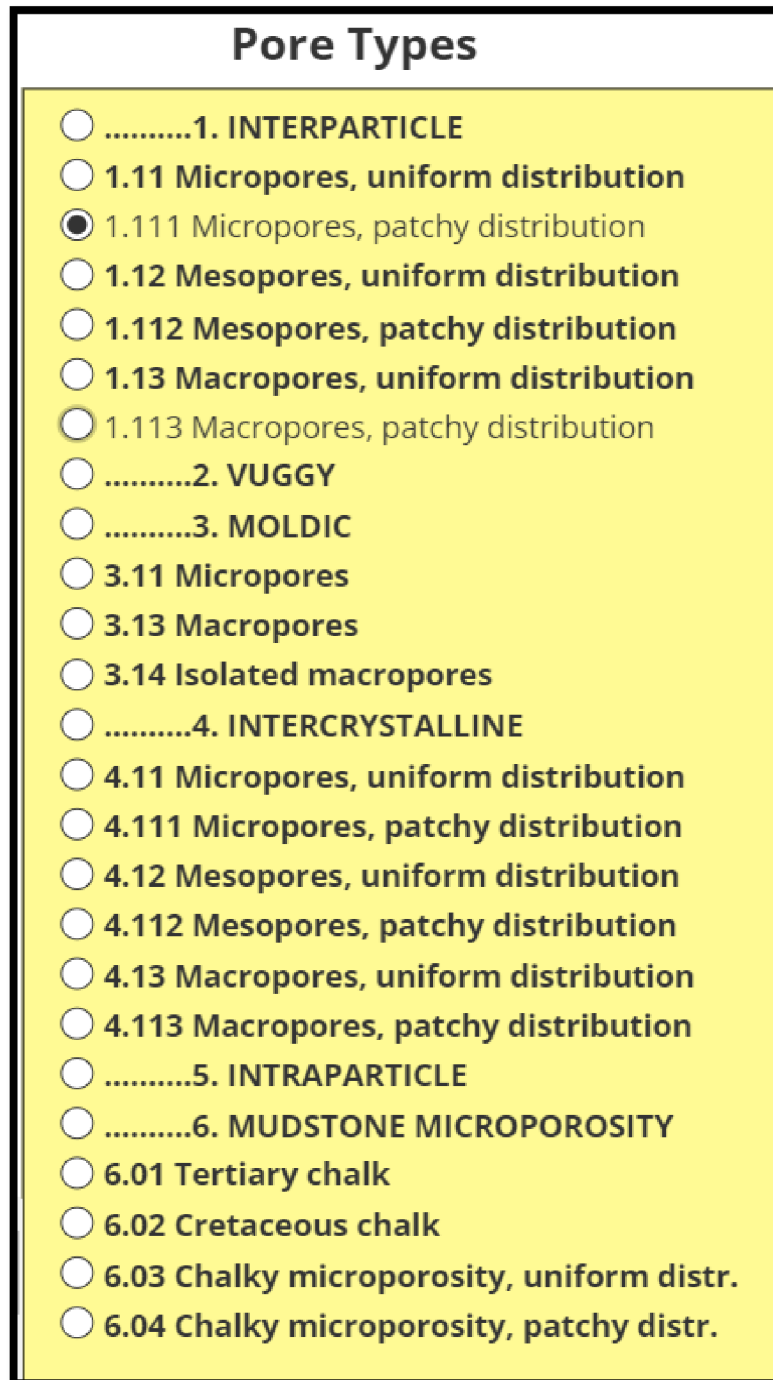 Pore Types
..........1. INTERPARTICLE
1.11 Micropores, uniform distribution
1.111 Micropores, patchy distribution
1.12 Mesopores, uniform distribution
1.112 Mesopores, patchy distribution
1.13 Macropores, uniform distribution
1.113 Macropores, patchy distribution
..........2. VUGGY
..........3. MOLDIC
3.11 Micropores
3.13 Macropores
3.14 Isolated macropores
..........4. INTERCRYSTALLINE
4.11 Micropores, uniform distribution
4.111 Micropores, patchy distribution
4.12 Mesopores, uniform distribution
4.112 Mesopores, patchy distribution
4.13 Macropores, uniform distribution
4.113 Macropores, patchy distribution
..........5. INTRAPARTICLE
..........6. MUDSTONE MICROPOROSITY
6.01 Tertiary chalk
6.02 Cretaceous chalk
6.03 Chalky microporosity, uniform distr.
6.04 Chalky microporosity, patchy distr.